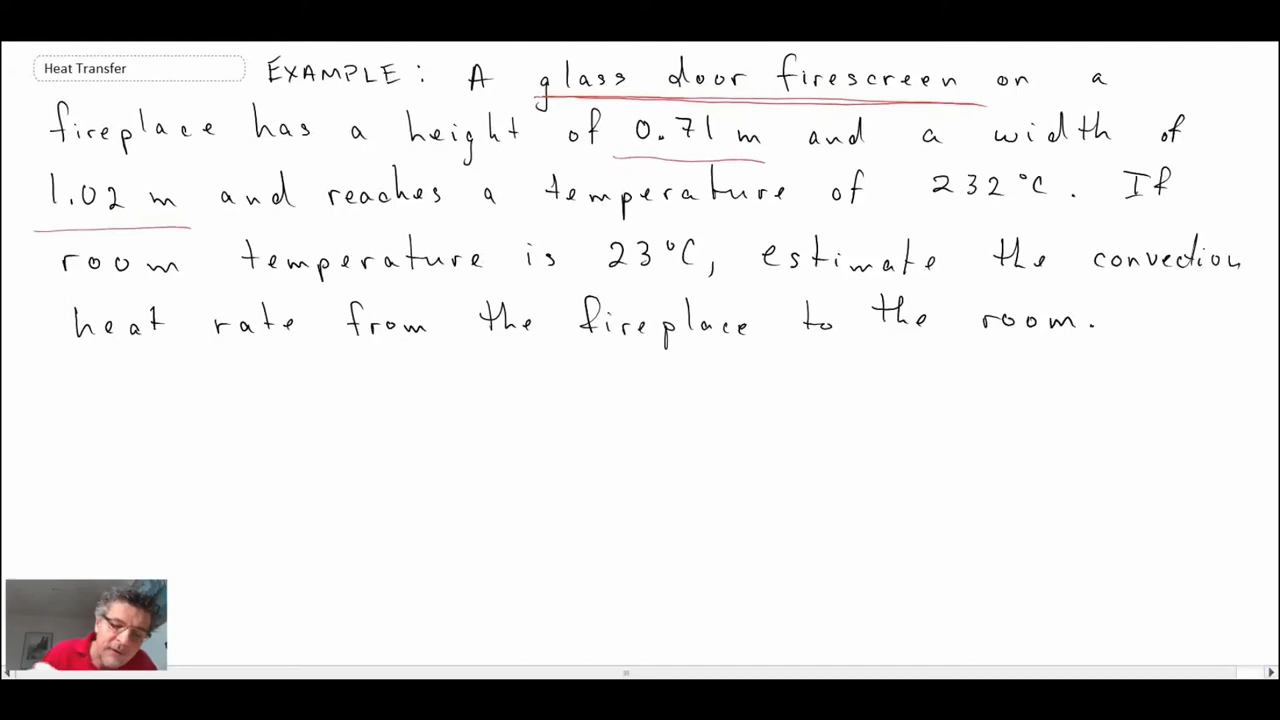 Heat Transfer
EXAMPLE: A glass door firescreen on a
fireplace has a height of 0.71 m and a width of
1.02 m and reaches a temperature of 232°C. If
room temperature is 23°C, estimate the convection
heat rate from the fireplace to the room.